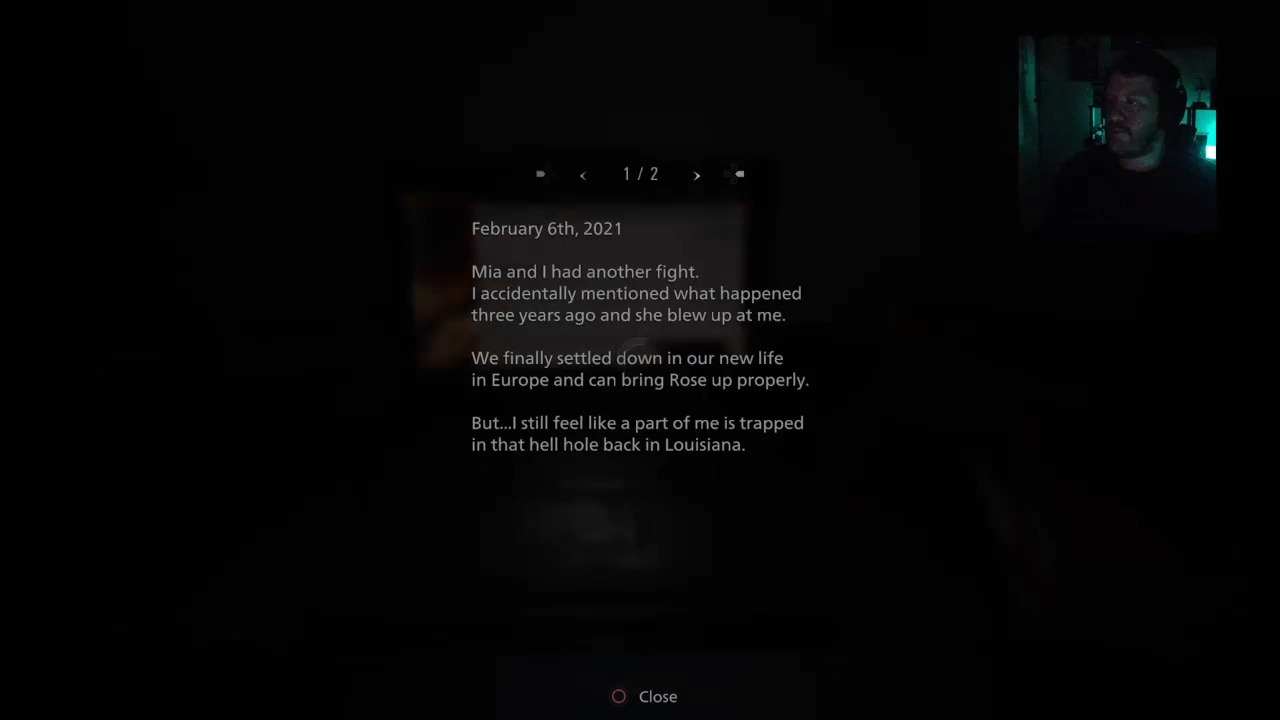 1 / 2
February 6th, 2021
Mia and I had another fight.
I accidentally mentioned what happened
three years ago and she blew up at me.
We finally settled down in our new life
in Europe and can bring Rose up properly.
But...I still feel like a part of me is trapped
in that hell hole back in Louisiana.
Close